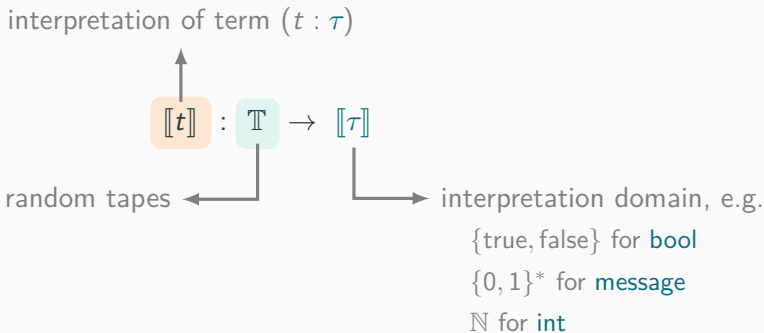 interpretation of term (t : τ)
⟦t⟧ : 𝕋 → ⟦τ⟧
random tapes
interpretation domain, e.g.
{true, false} for bool
{0, 1}* for message
ℕ for int